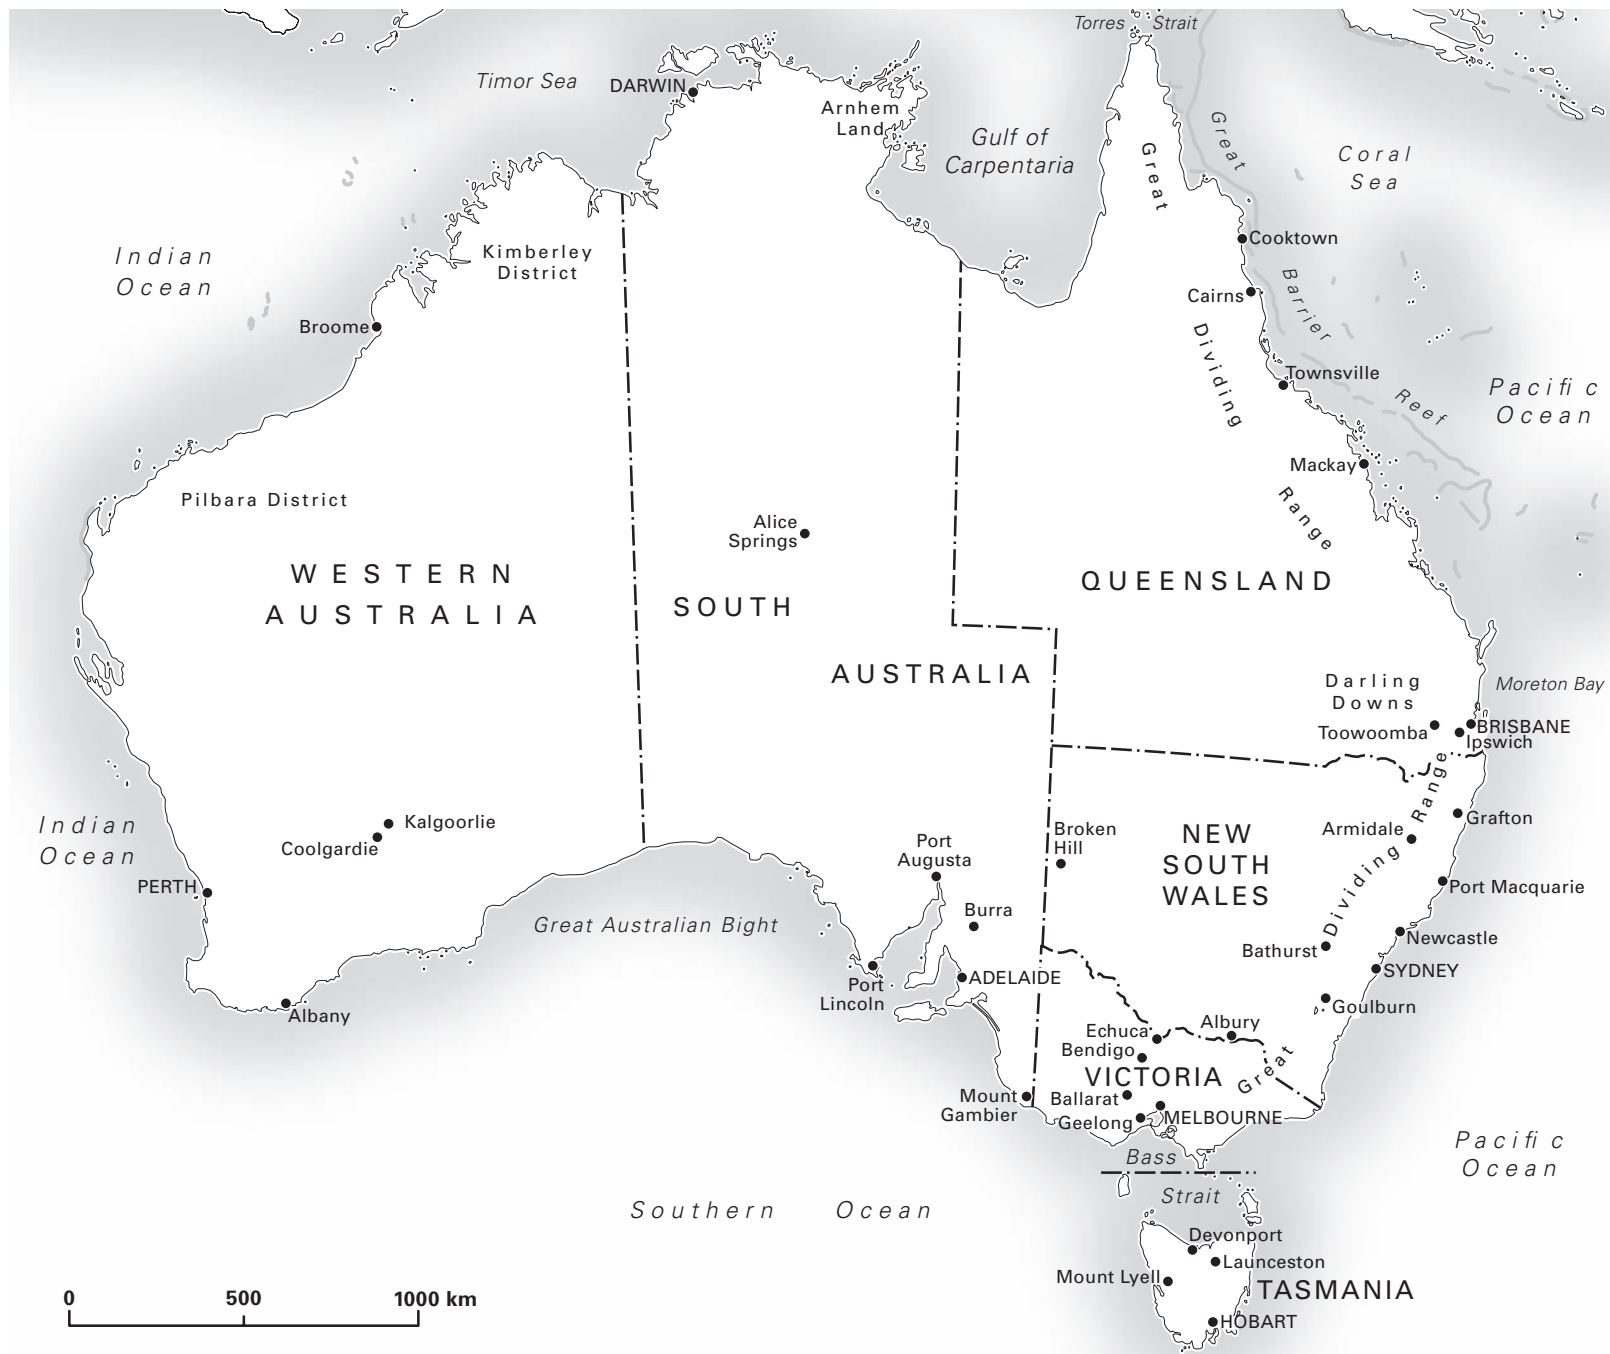 Torres Strait
Timor Sea
DARWIN
Arnhem
Land
Gulf of
Carpentaria
Great
Great
Coral
Sea
Indian
Ocean
Kimberley
District
Cooktown
Barrier
Cairns
Broome
Dividing
Townsville
Reef
Pacific
Ocean
Mackay
Pilbara District
Range
Alice
Springs
WESTERN
AUSTRALIA
SOUTH
AUSTRALIA
QUEENSLAND
Darling
Downs
Moreton Bay
Toowoomba
BRISBANE
Ipswich
Range
Indian
Ocean
Kalgoorlie
Coolgardie
PERTH
Port
Augusta
Broken
Hill
NEW
SOUTH
WALES
Armidale
Grafton
Dividing
Port Macquarie
Great Australian Bight
Burra
Bathurst
Newcastle
SYDNEY
Port
Lincoln
ADELAIDE
Goulburn
Albany
Echuca
Albury
Bendigo
VICTORIA
Great
Mount
Gambier
Ballarat
Geelong
MELBOURNE
Bass
Strait
Pacific
Ocean
Southern Ocean
Devonport
Launceston
Mount Lyell
TASMANIA
HOBART
0 500 1000 km